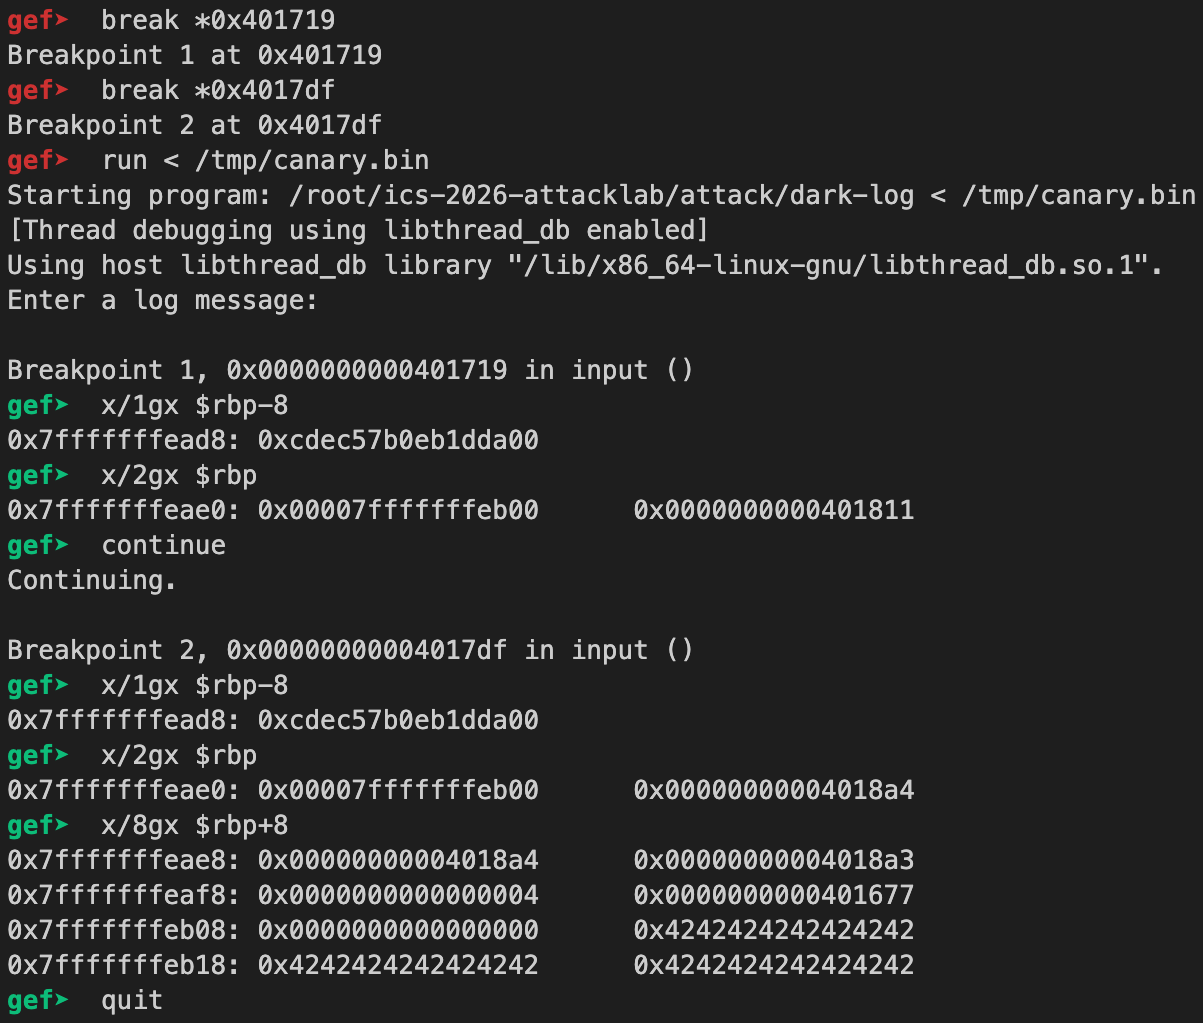 gef➤  break *0x401719
Breakpoint 1 at 0x401719
gef➤  break *0x4017df
Breakpoint 2 at 0x4017df
gef➤  run < /tmp/canary.bin
Starting program: /root/ics-2026-attacklab/attack/dark-log < /tmp/canary.bin
[Thread debugging using libthread_db enabled]
Using host libthread_db library "/lib/x86_64-linux-gnu/libthread_db.so.1".
Enter a log message:
Breakpoint 1, 0x0000000000401719 in input ()
gef➤  x/1gx $rbp-8
0x7fffffffead8: 0xcdec57b0eb1dda00
gef➤  x/2gx $rbp
0x7fffffffeae0: 0x00007fffffffeb00      0x0000000000401811
gef➤  continue
Continuing.
Breakpoint 2, 0x00000000004017df in input ()
gef➤  x/1gx $rbp-8
0x7fffffffead8: 0xcdec57b0eb1dda00
gef➤  x/2gx $rbp
0x7fffffffeae0: 0x00007fffffffeb00      0x00000000004018a4
gef➤  x/8gx $rbp+8
0x7fffffffeae8: 0x00000000004018a4      0x00000000004018a3
0x7fffffffeaf8: 0x0000000000000004      0x0000000000401677
0x7fffffffeb08: 0x0000000000000000      0x4242424242424242
0x7fffffffeb18: 0x4242424242424242      0x4242424242424242
gef➤  quit